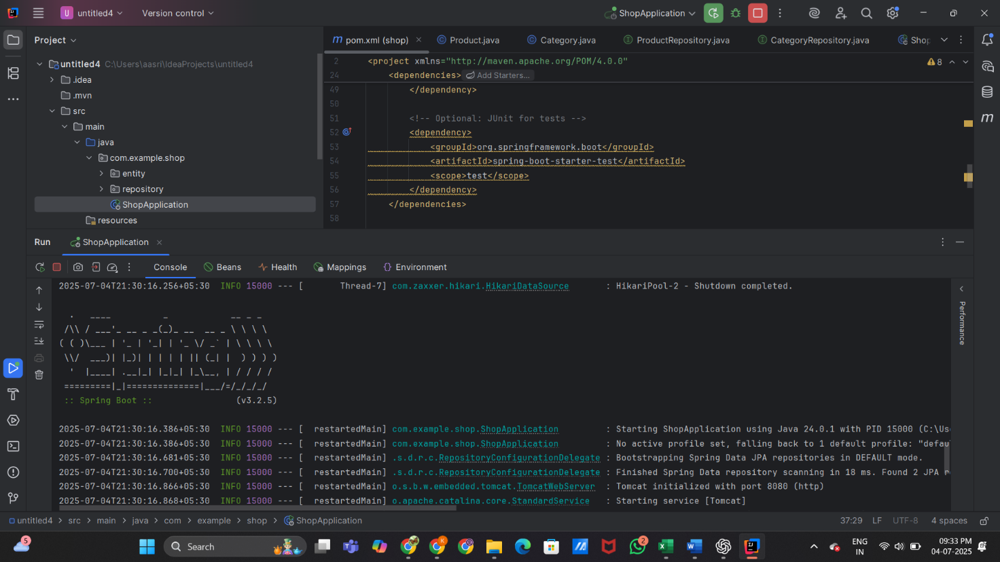 U untitled4 Version control ShopApplication
Project
untitled4 C:\Users\aasri\IdeaProjects\untitled4
.idea
.mvn
src
main
java
com.example.shop
entity
repository
ShopApplication
resources
m pom.xml (shop) Product.java Category.java ProductRepository.java CategoryRepository.java Shop
2 <project xmlns="http://maven.apache.org/POM/4.0.0"
8
24 <dependencies> Add Starters...
49 </dependency>
50
51 <!-- Optional: JUnit for tests -->
52 <dependency>
53 <groupId>org.springframework.boot</groupId>
54 <artifactId>spring-boot-starter-test</artifactId>
55 <scope>test</scope>
56 </dependency>
57 </dependencies>
58
m
Run ShopApplication
Console Beans Health Mappings Environment
2025-07-04T21:30:16.256+05:30 INFO 15000 --- [ Thread-7] com.zaxxer.hikari.HikariDataSource : HikariPool-2 - Shutdown completed.
:: Spring Boot :: (v3.2.5)
2025-07-04T21:30:16.386+05:30 INFO 15000 --- [ restartedMain] com.example.shop.ShopApplication : Starting ShopApplication using Java 24.0.1 with PID 15000 (C:\Use
2025-07-04T21:30:16.386+05:30 INFO 15000 --- [ restartedMain] com.example.shop.ShopApplication : No active profile set, falling back to 1 default profile: "defau
2025-07-04T21:30:16.681+05:30 INFO 15000 --- [ restartedMain] .s.d.r.c.RepositoryConfigurationDelegate : Bootstrapping Spring Data JPA repositories in DEFAULT mode.
2025-07-04T21:30:16.700+05:30 INFO 15000 --- [ restartedMain] .s.d.r.c.RepositoryConfigurationDelegate : Finished Spring Data repository scanning in 18 ms. Found 2 JPA r
2025-07-04T21:30:16.866+05:30 INFO 15000 --- [ restartedMain] o.s.b.w.embedded.tomcat.TomcatWebServer : Tomcat initialized with port 8080 (http)
2025-07-04T21:30:16.868+05:30 INFO 15000 --- [ restartedMain] o.apache.catalina.core.StandardService : Starting service [Tomcat]
Performance
untitled4 > src > main > java > com > example > shop > ShopApplication 37:29 LF UTF-8 4 spaces
5
Search
2
ENG
IN
09:33 PM
04-07-2025